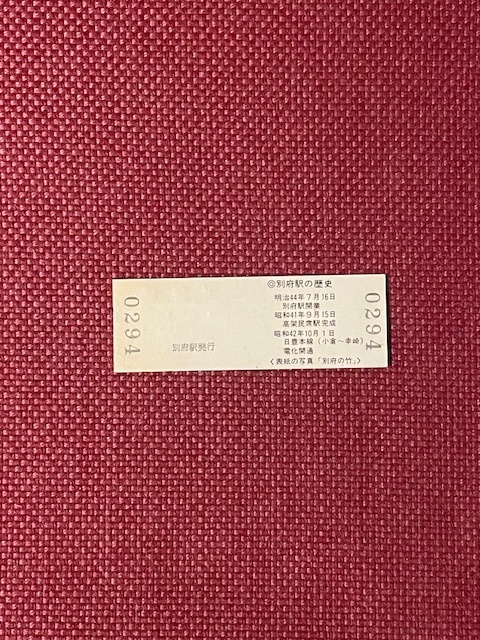 0294
別府駅発行
◎別府駅の歴史
明治44年7月16日
別府駅開業
昭和41年9月15日
高架民衆駅完成
昭和42年10月1日
日豊本線（小倉～幸崎）
電化開通
〈表紙の写真「別府の竹」〉
0294